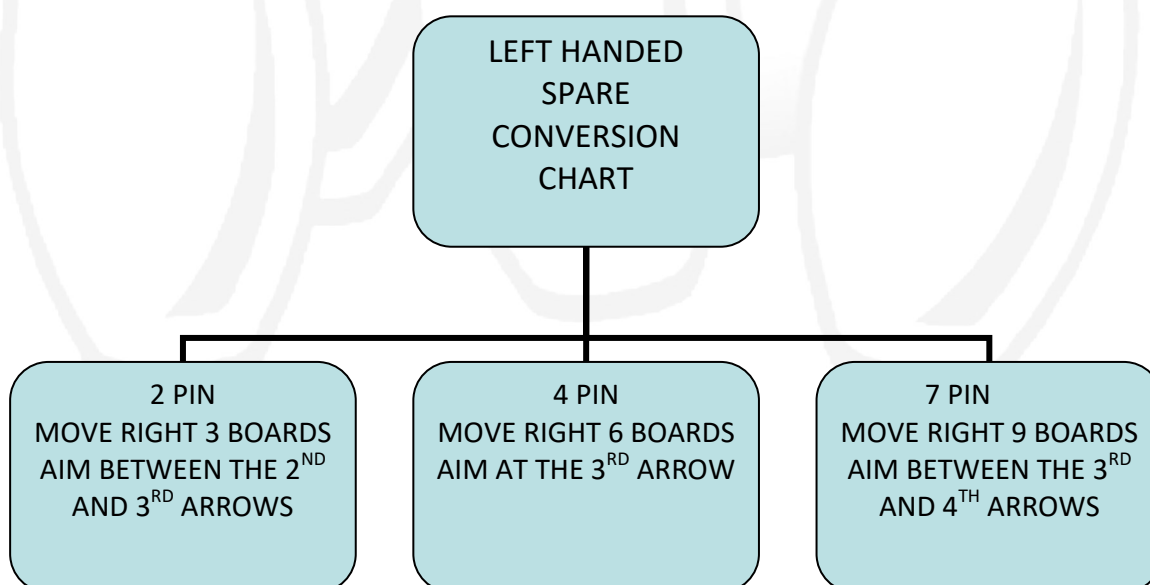 LEFT HANDED
SPARE
CONVERSION
CHART
2 PIN
MOVE RIGHT 3 BOARDS
AIM BETWEEN THE 2ND
AND 3RD ARROWS
4 PIN
MOVE RIGHT 6 BOARDS
AIM AT THE 3RD ARROW
7 PIN
MOVE RIGHT 9 BOARDS
AIM BETWEEN THE 3RD
AND 4TH ARROWS